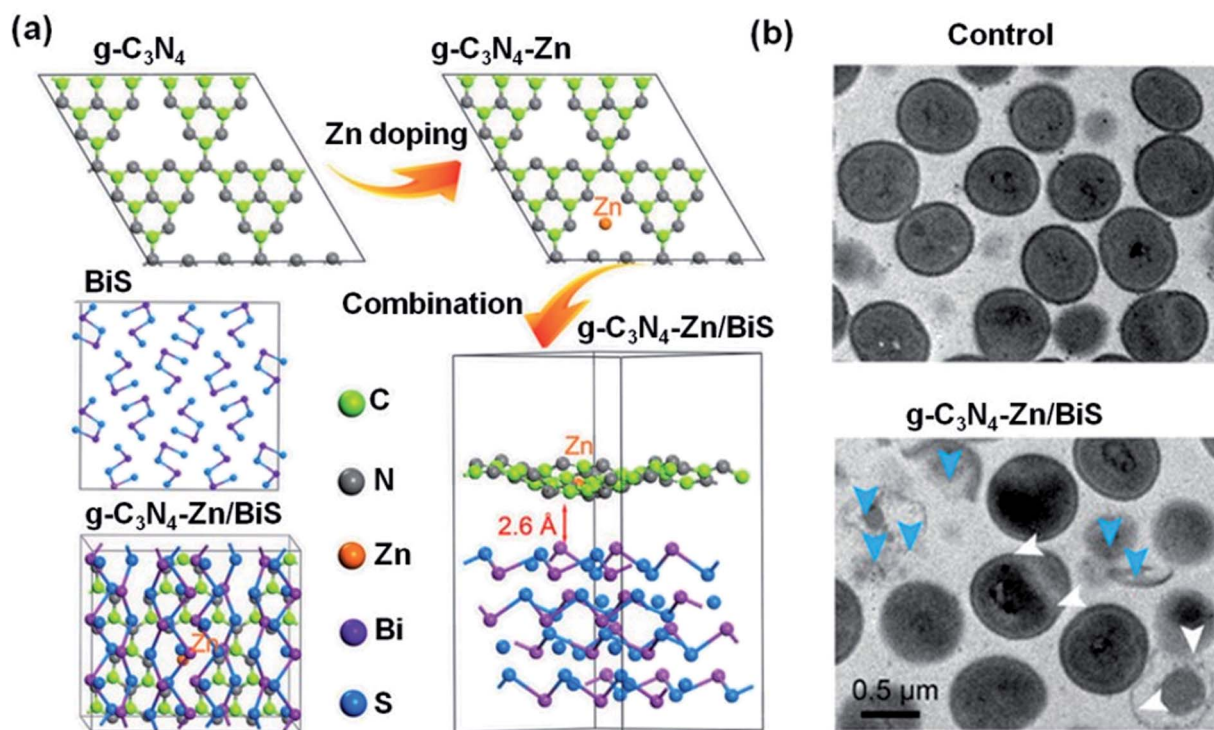 (a)
g-C₃N₄
g-C₃N₄-Zn
Zn doping
Zn
BiS
Combination
g-C₃N₄-Zn/BiS
C
N
Zn
Bi
S
Zn
2.6 Å
g-C₃N₄-Zn/BiS
Zn
(b)
Control
g-C₃N₄-Zn/BiS
0.5 μm